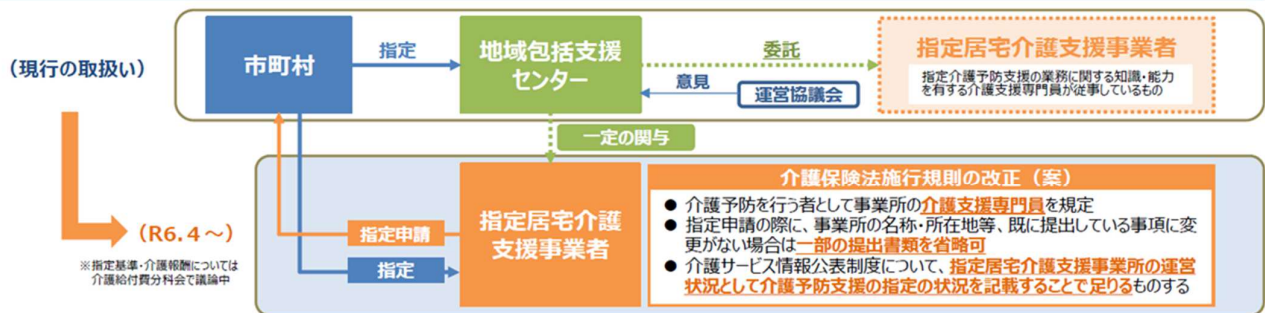 （現行の取扱い）
市町村
指定
地域包括支援
センター
委託
意見
運営協議会
指定居宅介護支援事業者
指定介護予防支援の業務に関する知識・能力
を有する介護支援専門員が従事しているもの
一定の関与
（R6.4～）
※指定基準・介護報酬については
介護給付費分科会で議論中
指定申請
指定
指定居宅介護
支援事業者
介護保険法施行規則の改正（案）
● 介護予防を行う者として事業所の介護支援専門員を規定
● 指定申請の際に、事業所の名称・所在地等、既に提出している事項に変
更がない場合は一部の提出書類を省略可
● 介護サービス情報公表制度について、指定居宅介護支援事業所の運営
状況として介護予防支援の指定の状況を記載することで足りるものする